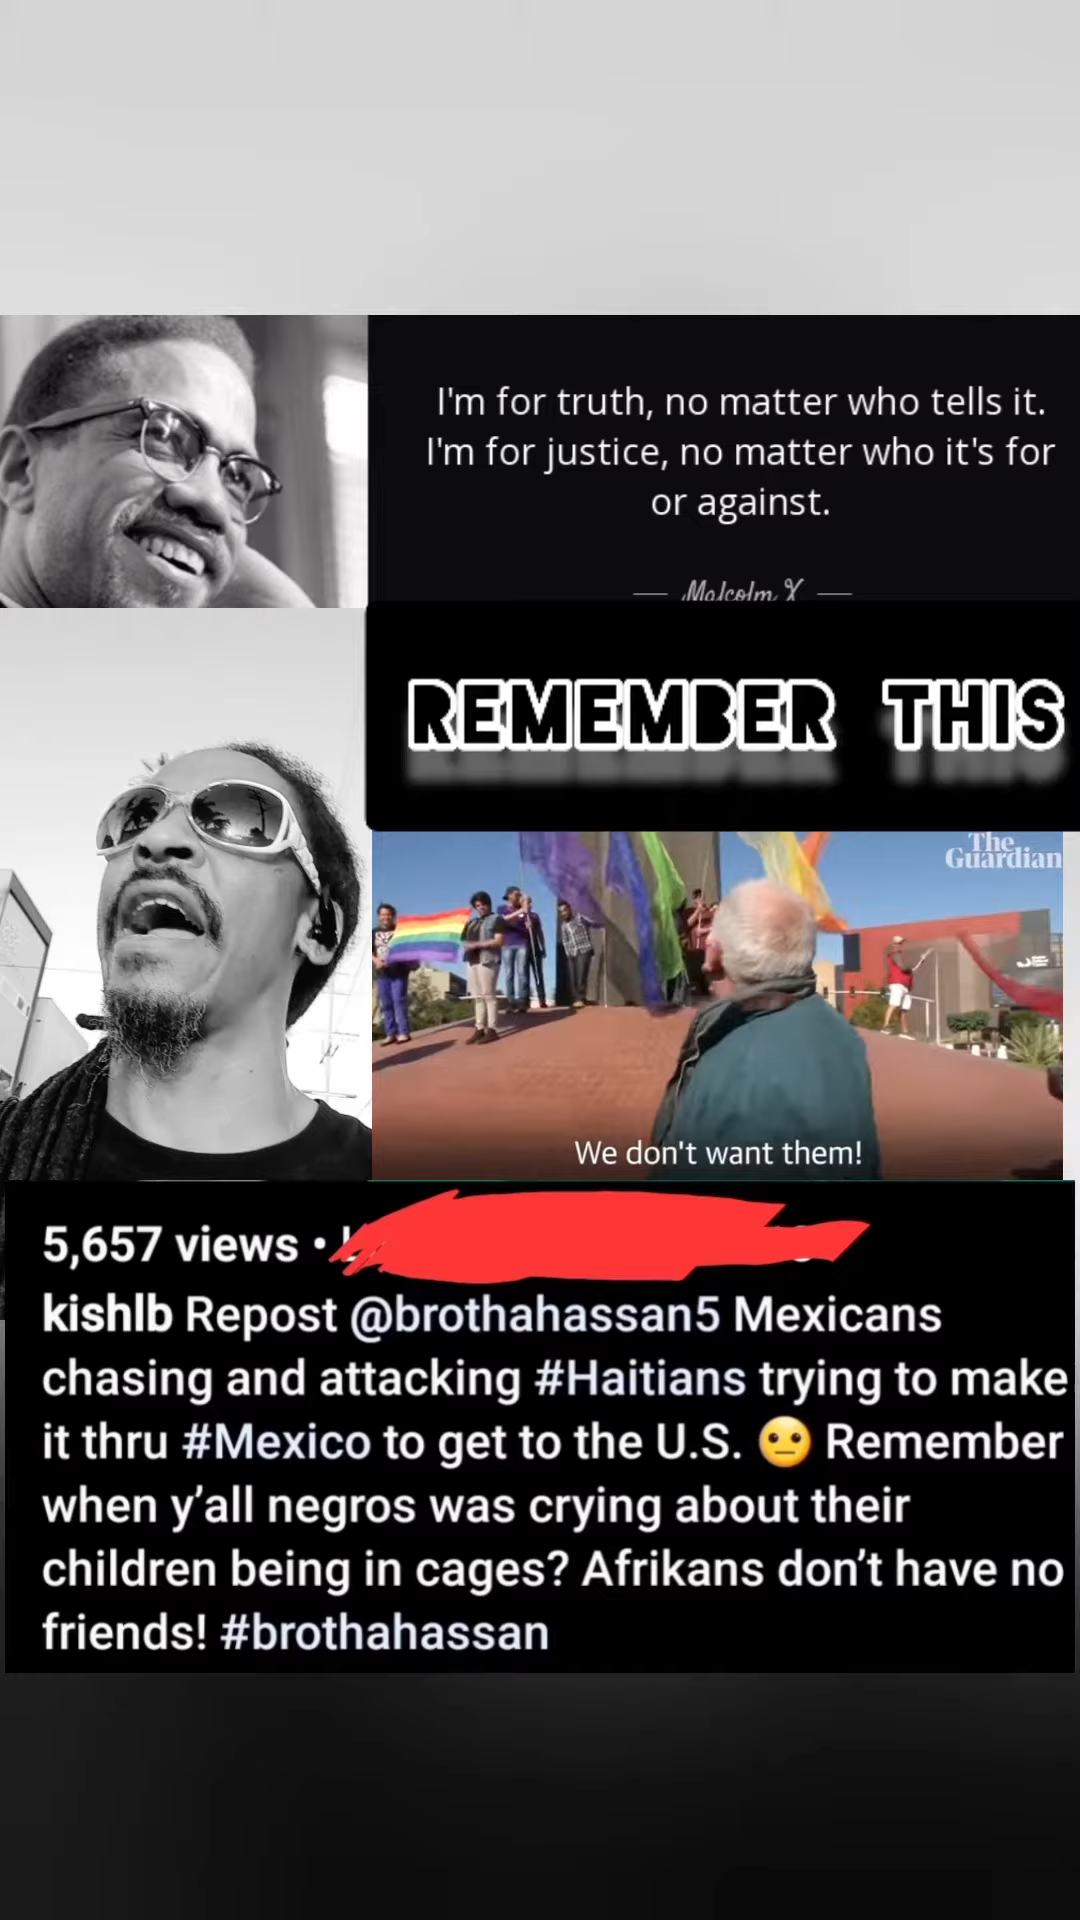 I'm for truth, no matter who tells it.
I'm for justice, no matter who it's for
or against.
Malcolm X
REMEMBER THIS
The
Guardian
We don't want them!
5,657 views •
kishlb Repost @brothahassan5 Mexicans
chasing and attacking #Haitians trying to make
it thru #Mexico to get to the U.S. 😐 Remember
when y’all negros was crying about their
children being in cages? Afrikans don’t have no
friends! #brothahassan